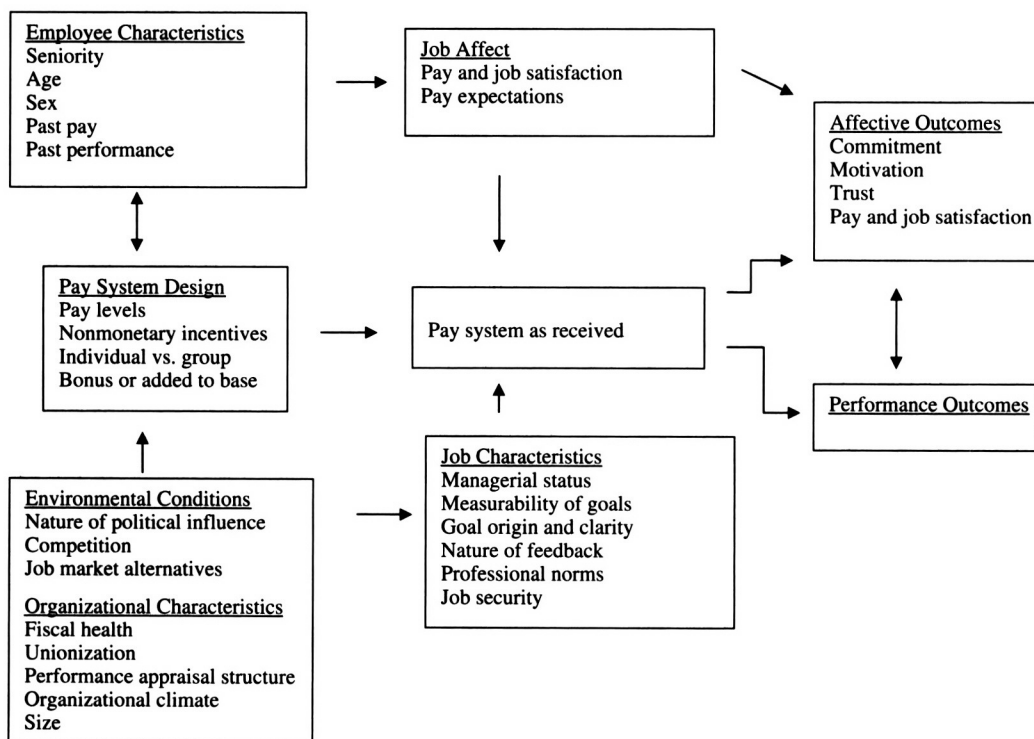 Employee Characteristics
Seniority
Age
Sex
Past pay
Past performance
Job Affect
Pay and job satisfaction
Pay expectations
Affective Outcomes
Commitment
Motivation
Trust
Pay and job satisfaction
Pay System Design
Pay levels
Nonmonetary incentives
Individual vs. group
Bonus or added to base
Pay system as received
Performance Outcomes
Environmental Conditions
Nature of political influence
Competition
Job market alternatives
Organizational Characteristics
Fiscal health
Unionization
Performance appraisal structure
Organizational climate
Size
Job Characteristics
Managerial status
Measurability of goals
Goal origin and clarity
Nature of feedback
Professional norms
Job security